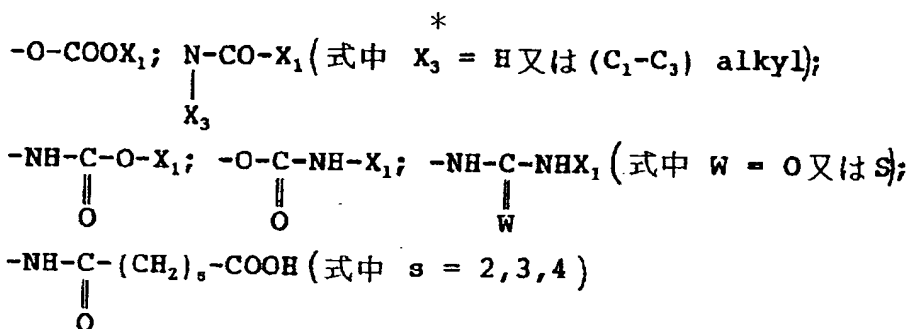 *
-O-COOX₁; N-CO-X₁(式中 X₃ = H又は (C₁-C₃) alkyl);
X₃
-NH-C-O-X₁; -O-C-NH-X₁; -NH-C-NHX₁(式中 W = O又はS);
O O W
-NH-C-(CH₂)ₛ-COOH(式中 s = 2,3,4)
O